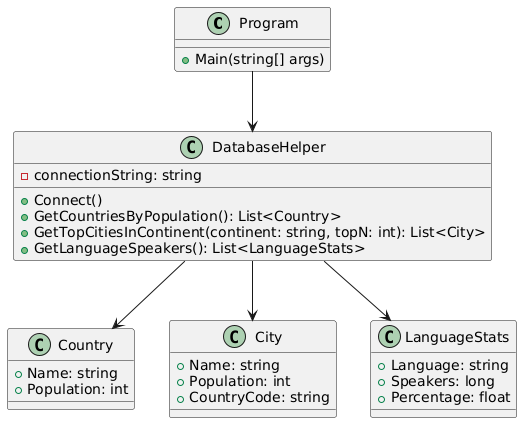 C Program
Main(string[] args)
C DatabaseHelper
connectionString: string
Connect()
GetCountriesByPopulation(): List<Country>
GetTopCitiesInContinent(continent: string, topN: int): List<City>
GetLanguageSpeakers(): List<LanguageStats>
C Country
Name: string
Population: int
C City
Name: string
Population: int
CountryCode: string
C LanguageStats
Language: string
Speakers: long
Percentage: float